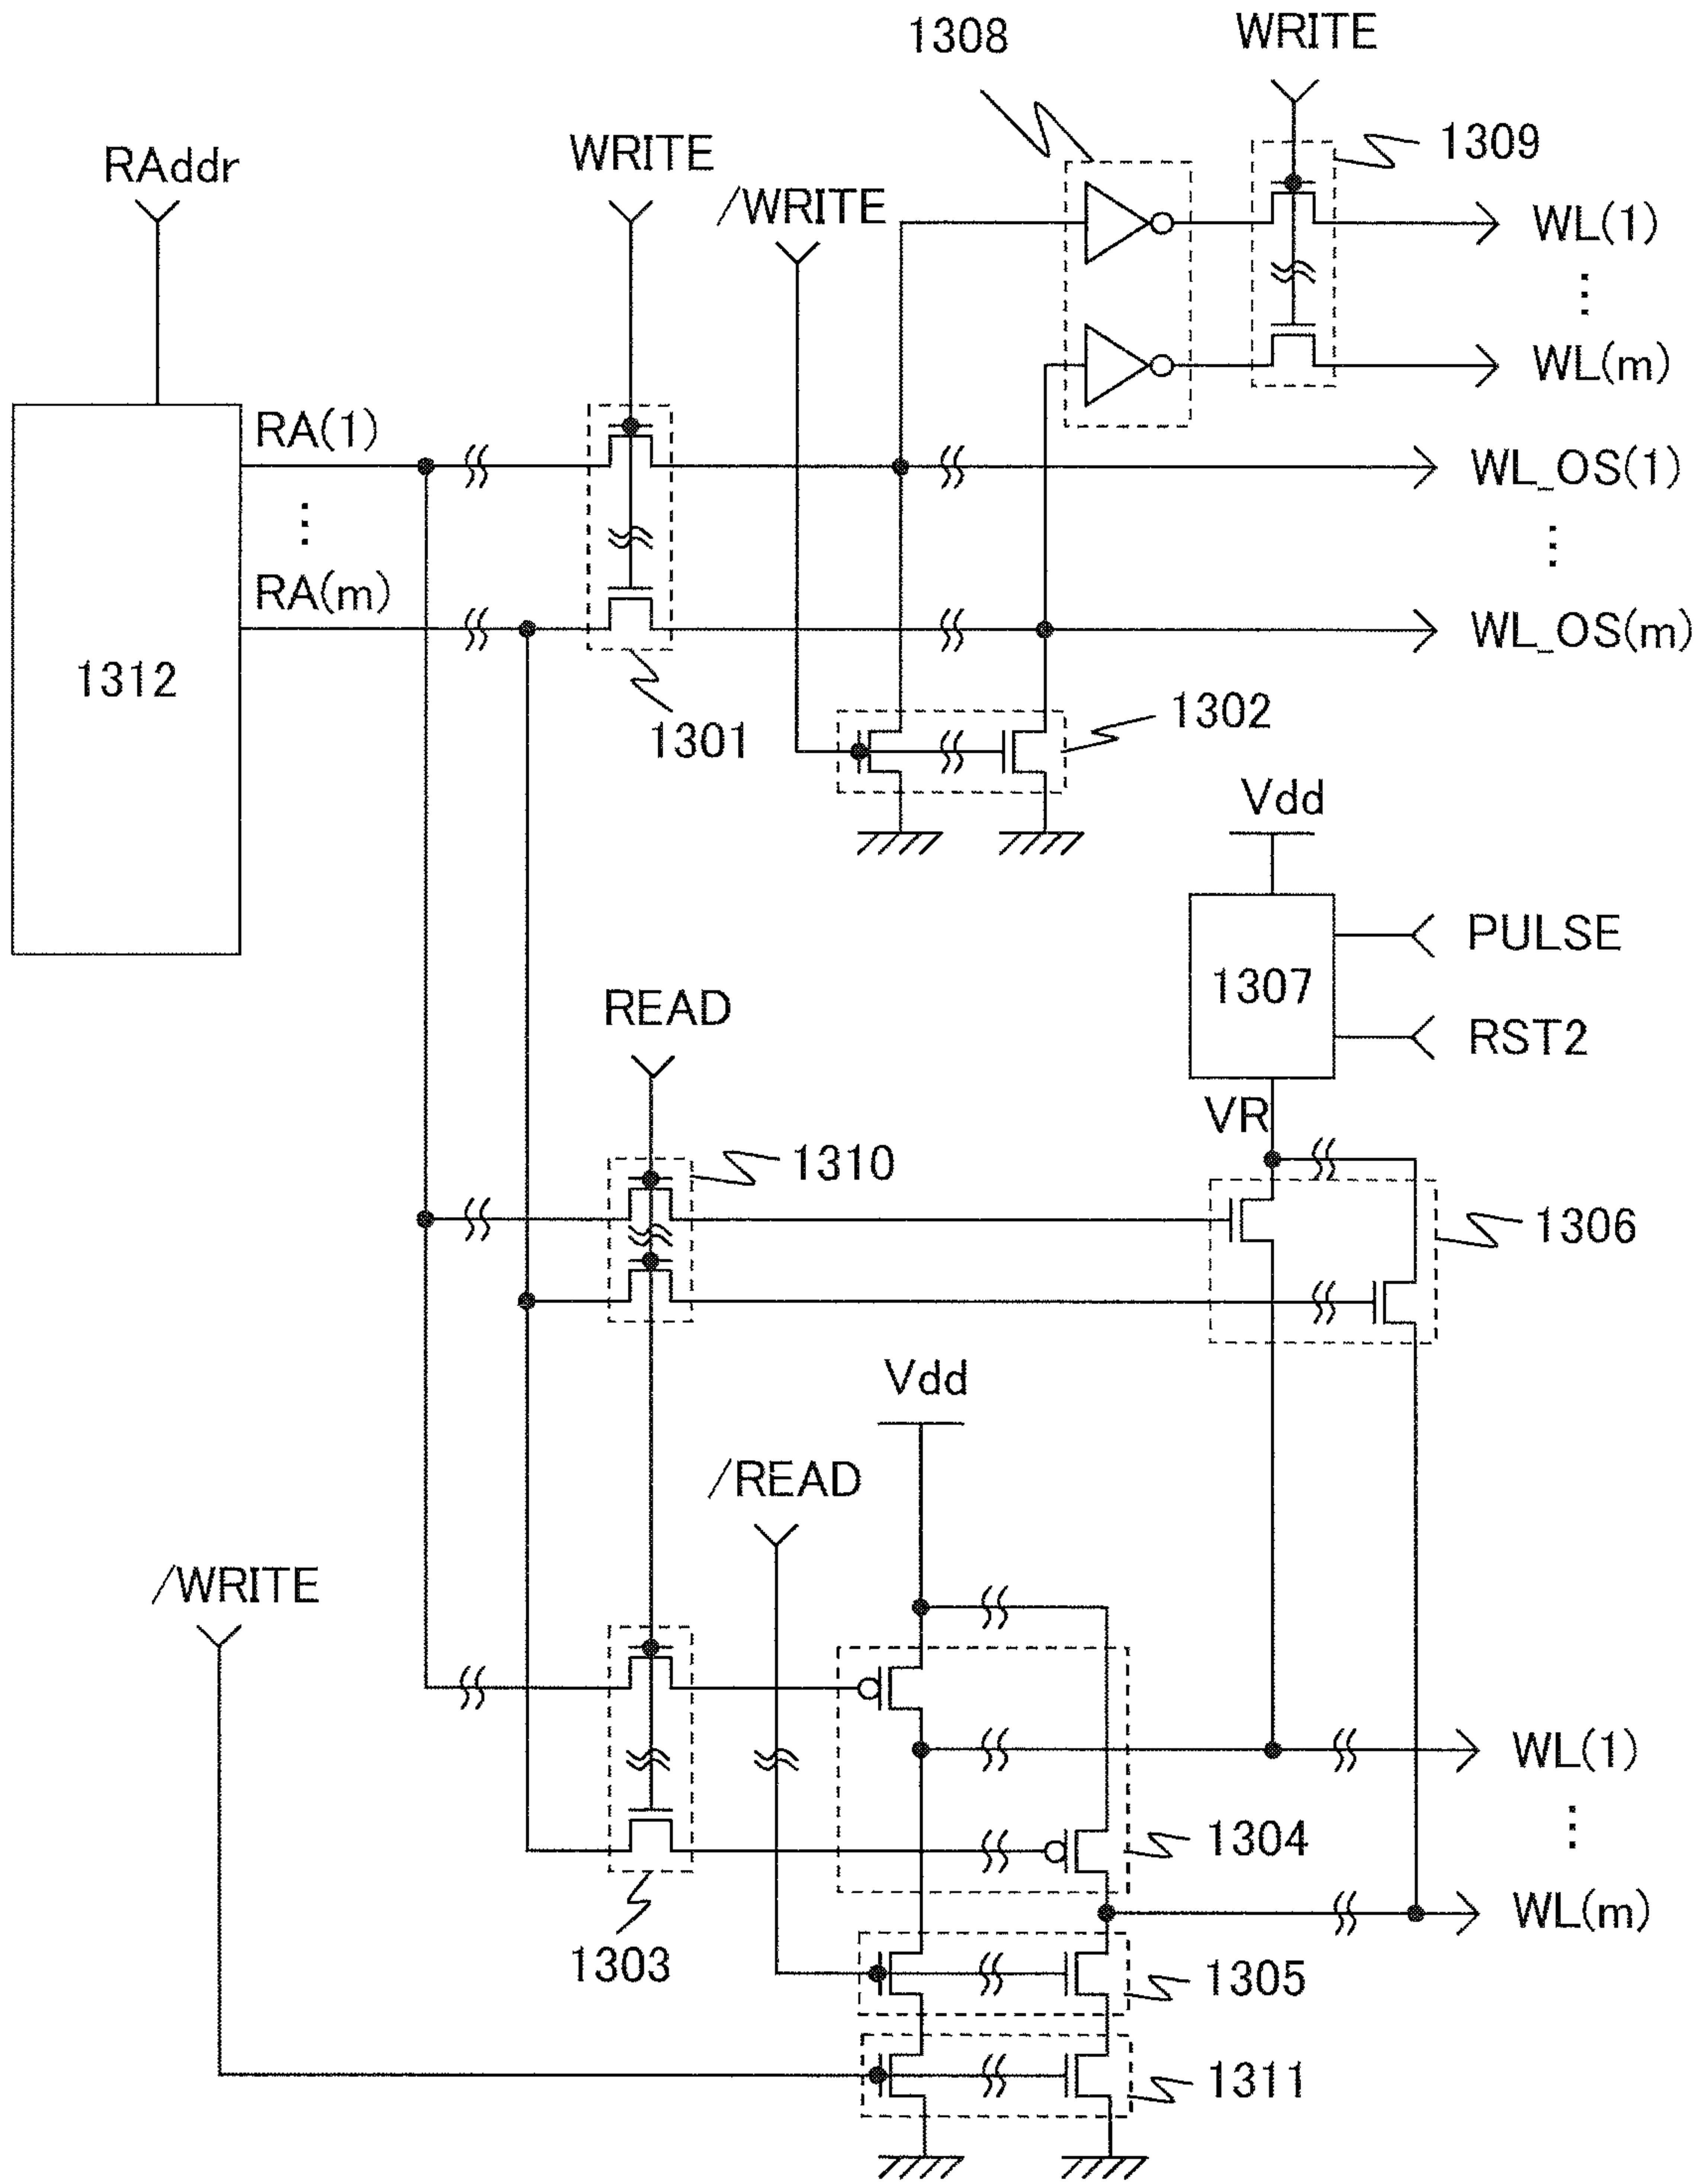 1308
WRITE
1309
RAddr
WRITE
/WRITE
WL(1)
⋮
WL(m)
RA(1)
WL_OS(1)
⋮
⋮
RA(m)
WL_OS(m)
1312
1301
1302
Vdd
PULSE
1307
READ
RST2
VR
1310
1306
Vdd
/READ
/WRITE
WL(1)
⋮
1304
WL(m)
1303
1305
1311